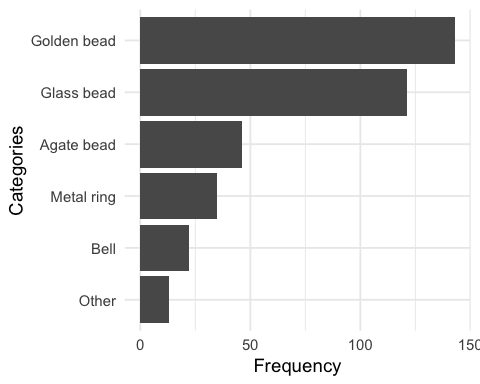 Categories
Golden bead
Glass bead
Agate bead
Metal ring
Bell
Other
0 50 100 150
Frequency